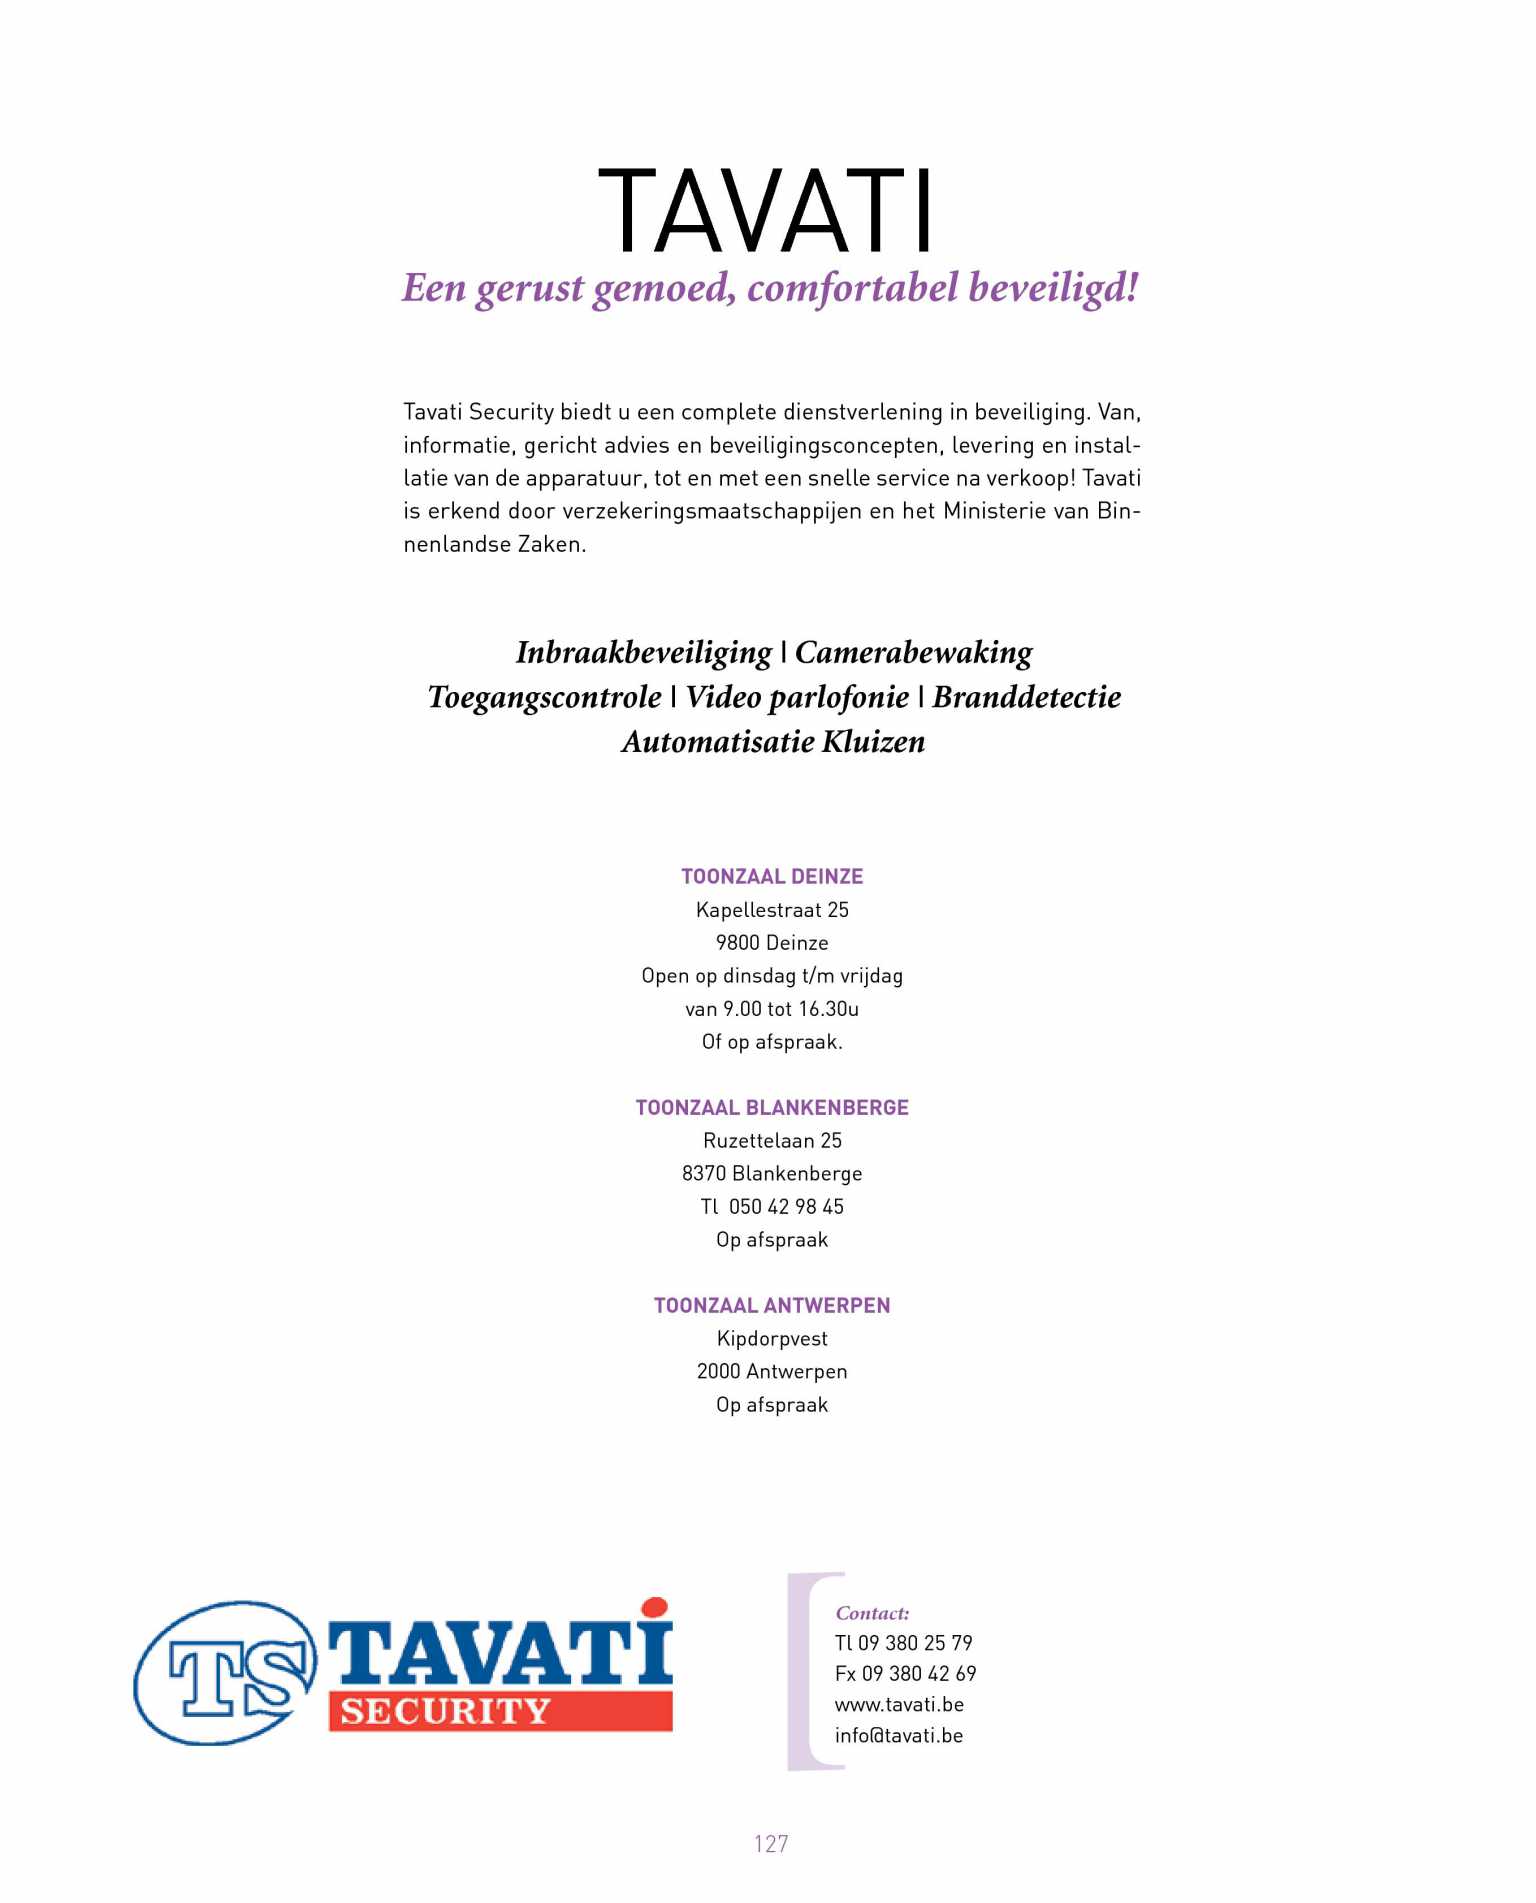 TAVATI
Een gerust gemoed, comfortabel beveiligd!
Tavati Security biedt u een complete dienstverlening in beveiliging. Van,
informatie, gericht advies en beveiligingsconcepten, levering en instal-
latie van de apparatuur, tot en met een snelle service na verkoop! Tavati
is erkend door verzekeringsmaatschappijen en het Ministerie van Bin-
nenlandse Zaken.
Inbraakbeveiliging | Camerabewaking
Toegangscontrole | Video parlofonie | Branddetectie
Automatisatie Kluizen
TOONZAAL DEINZE
Kapellestraat 25
9800 Deinze
Open op dinsdag t/m vrijdag
van 9.00 tot 16.30u
Of op afspraak.
TOONZAAL BLANKENBERGE
Ruzettelaan 25
8370 Blankenberge
Tl 050 42 98 45
Op afspraak
TOONZAAL ANTWERPEN
Kipdorpvest
2000 Antwerpen
Op afspraak
TS TAVATi
SECURITY
Contact:
Tl 09 380 25 79
Fx 09 380 42 69
www.tavati.be
info@tavati.be
127